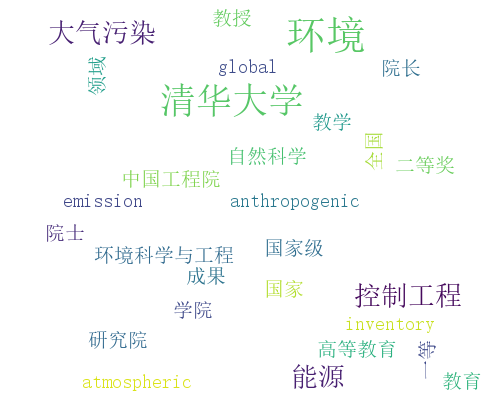 教授
环境
大气污染
领域
global
院长
清华大学
教学
全国
自然科学
二等奖
中国工程院
emission
anthropogenic
院士
国家级
环境科学与工程
成果
国家
控制工程
学院
inventory
研究院
高等教育
一等
能源
atmospheric
教育